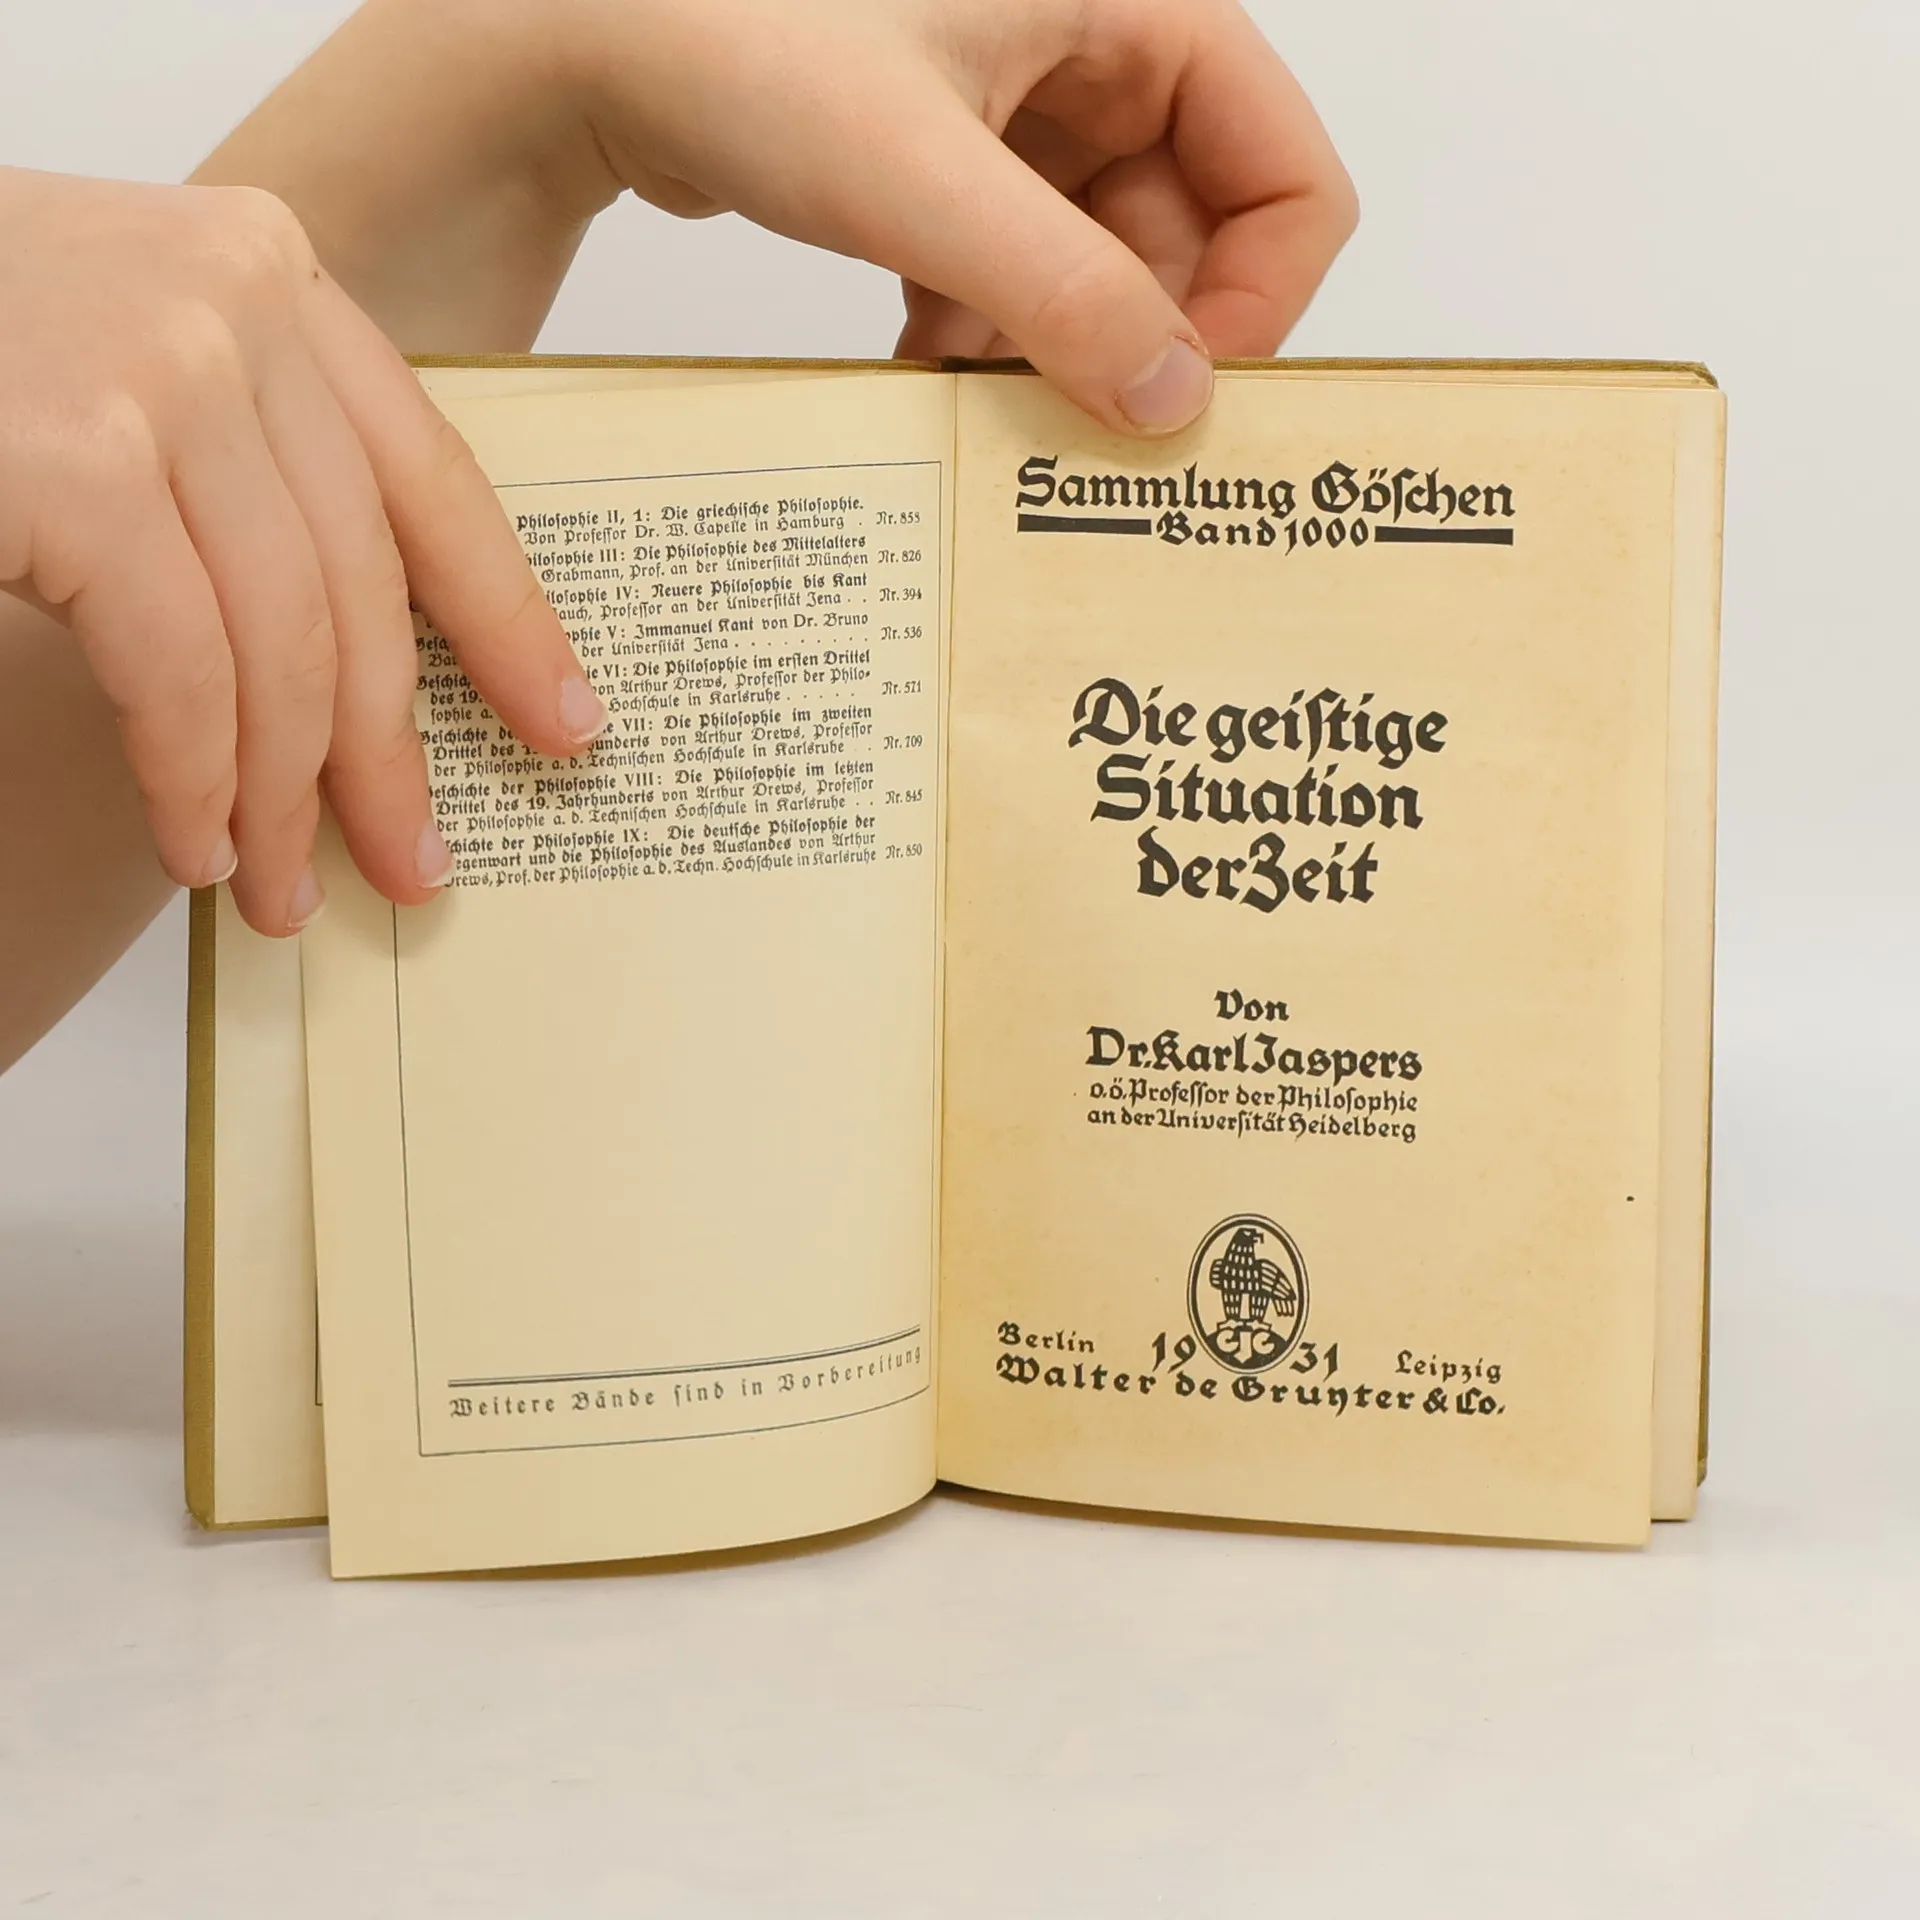 Philoſophie II, 1: Die griechiſche Philoſophie.
Von Profeſſor Dr. W. Capelle in Hamburg . Nr. 858
III: Die Philoſophie des Mittelalters
Grabmann, Prof. an der Univerſität München Nr. 826
IV: Neuere Philoſophie bis Kant
Profeſſor an der Univerſität Jena . . Nr. 394
V: Immanuel Kant von Dr. Bruno
der Univerſität Jena . . . . . . . . . Nr. 536
VI: Die Philoſophie im erſten Drittel
des 19. von Arthur Drews, Profeſſor der Philo-
ſophie a. Hochſchule in Karlsruhe . . . . . Nr. 571
Geſchichte VII: Die Philoſophie im zweiten
Drittel des von Arthur Drews, Profeſſor
der Philoſophie a. d. Techniſchen Hochſchule in Karlsruhe . . Nr. 709
Geſchichte der Philoſophie VIII: Die Philoſophie im letzten
Drittel des 19. Jahrhunderts von Arthur Drews, Profeſſor
der Philoſophie a. d. Techniſchen Hochſchule in Karlsruhe . . Nr. 845
der Philoſophie IX: Die deutſche Philoſophie der
und die Philoſophie des Auslandes von Arthur
Drews, Prof. der Philoſophie a. d. Techn. Hochſchule in Karlsruhe Nr. 850
Weitere Bände ſind in Vorbereitung
Sammlung Göſchen
Band 1000
Die geiſtige
Situation
der Zeit
Von
Dr. Karl Jaspers
o. ö. Profeſſor der Philoſophie
an der Univerſität Heidelberg
Berlin 1931 Leipzig
Walter de Gruyter & Co.